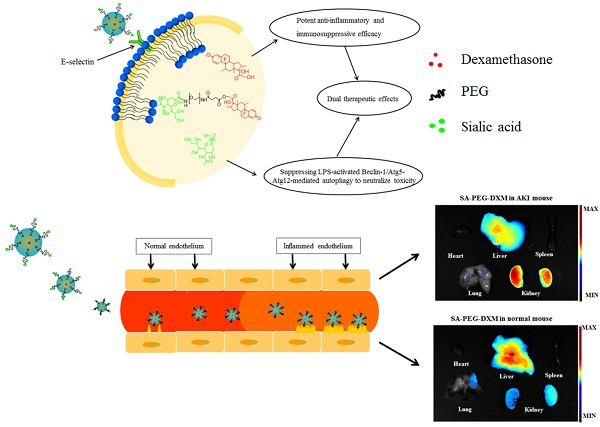 Potent anti-inflammatory and
immunosuppressive efficacy
E-selectin
Dual therapeutic effects
Suppressing LPS-activated Beclin-1/Atg5-
Atg12-mediated autophagy to neutralize toxicity
Dexamethasone
PEG
Sialic acid
Normal endothelium
Inflammed endothelium
SA-PEG-DXM in AKI mouse
MAX
Heart
Liver
Spleen
Lung
Kidney
MIN
SA-PEG-DXM in normal mouse
MAX
Heart
Liver
Spleen
Lung
Kidney
MIN